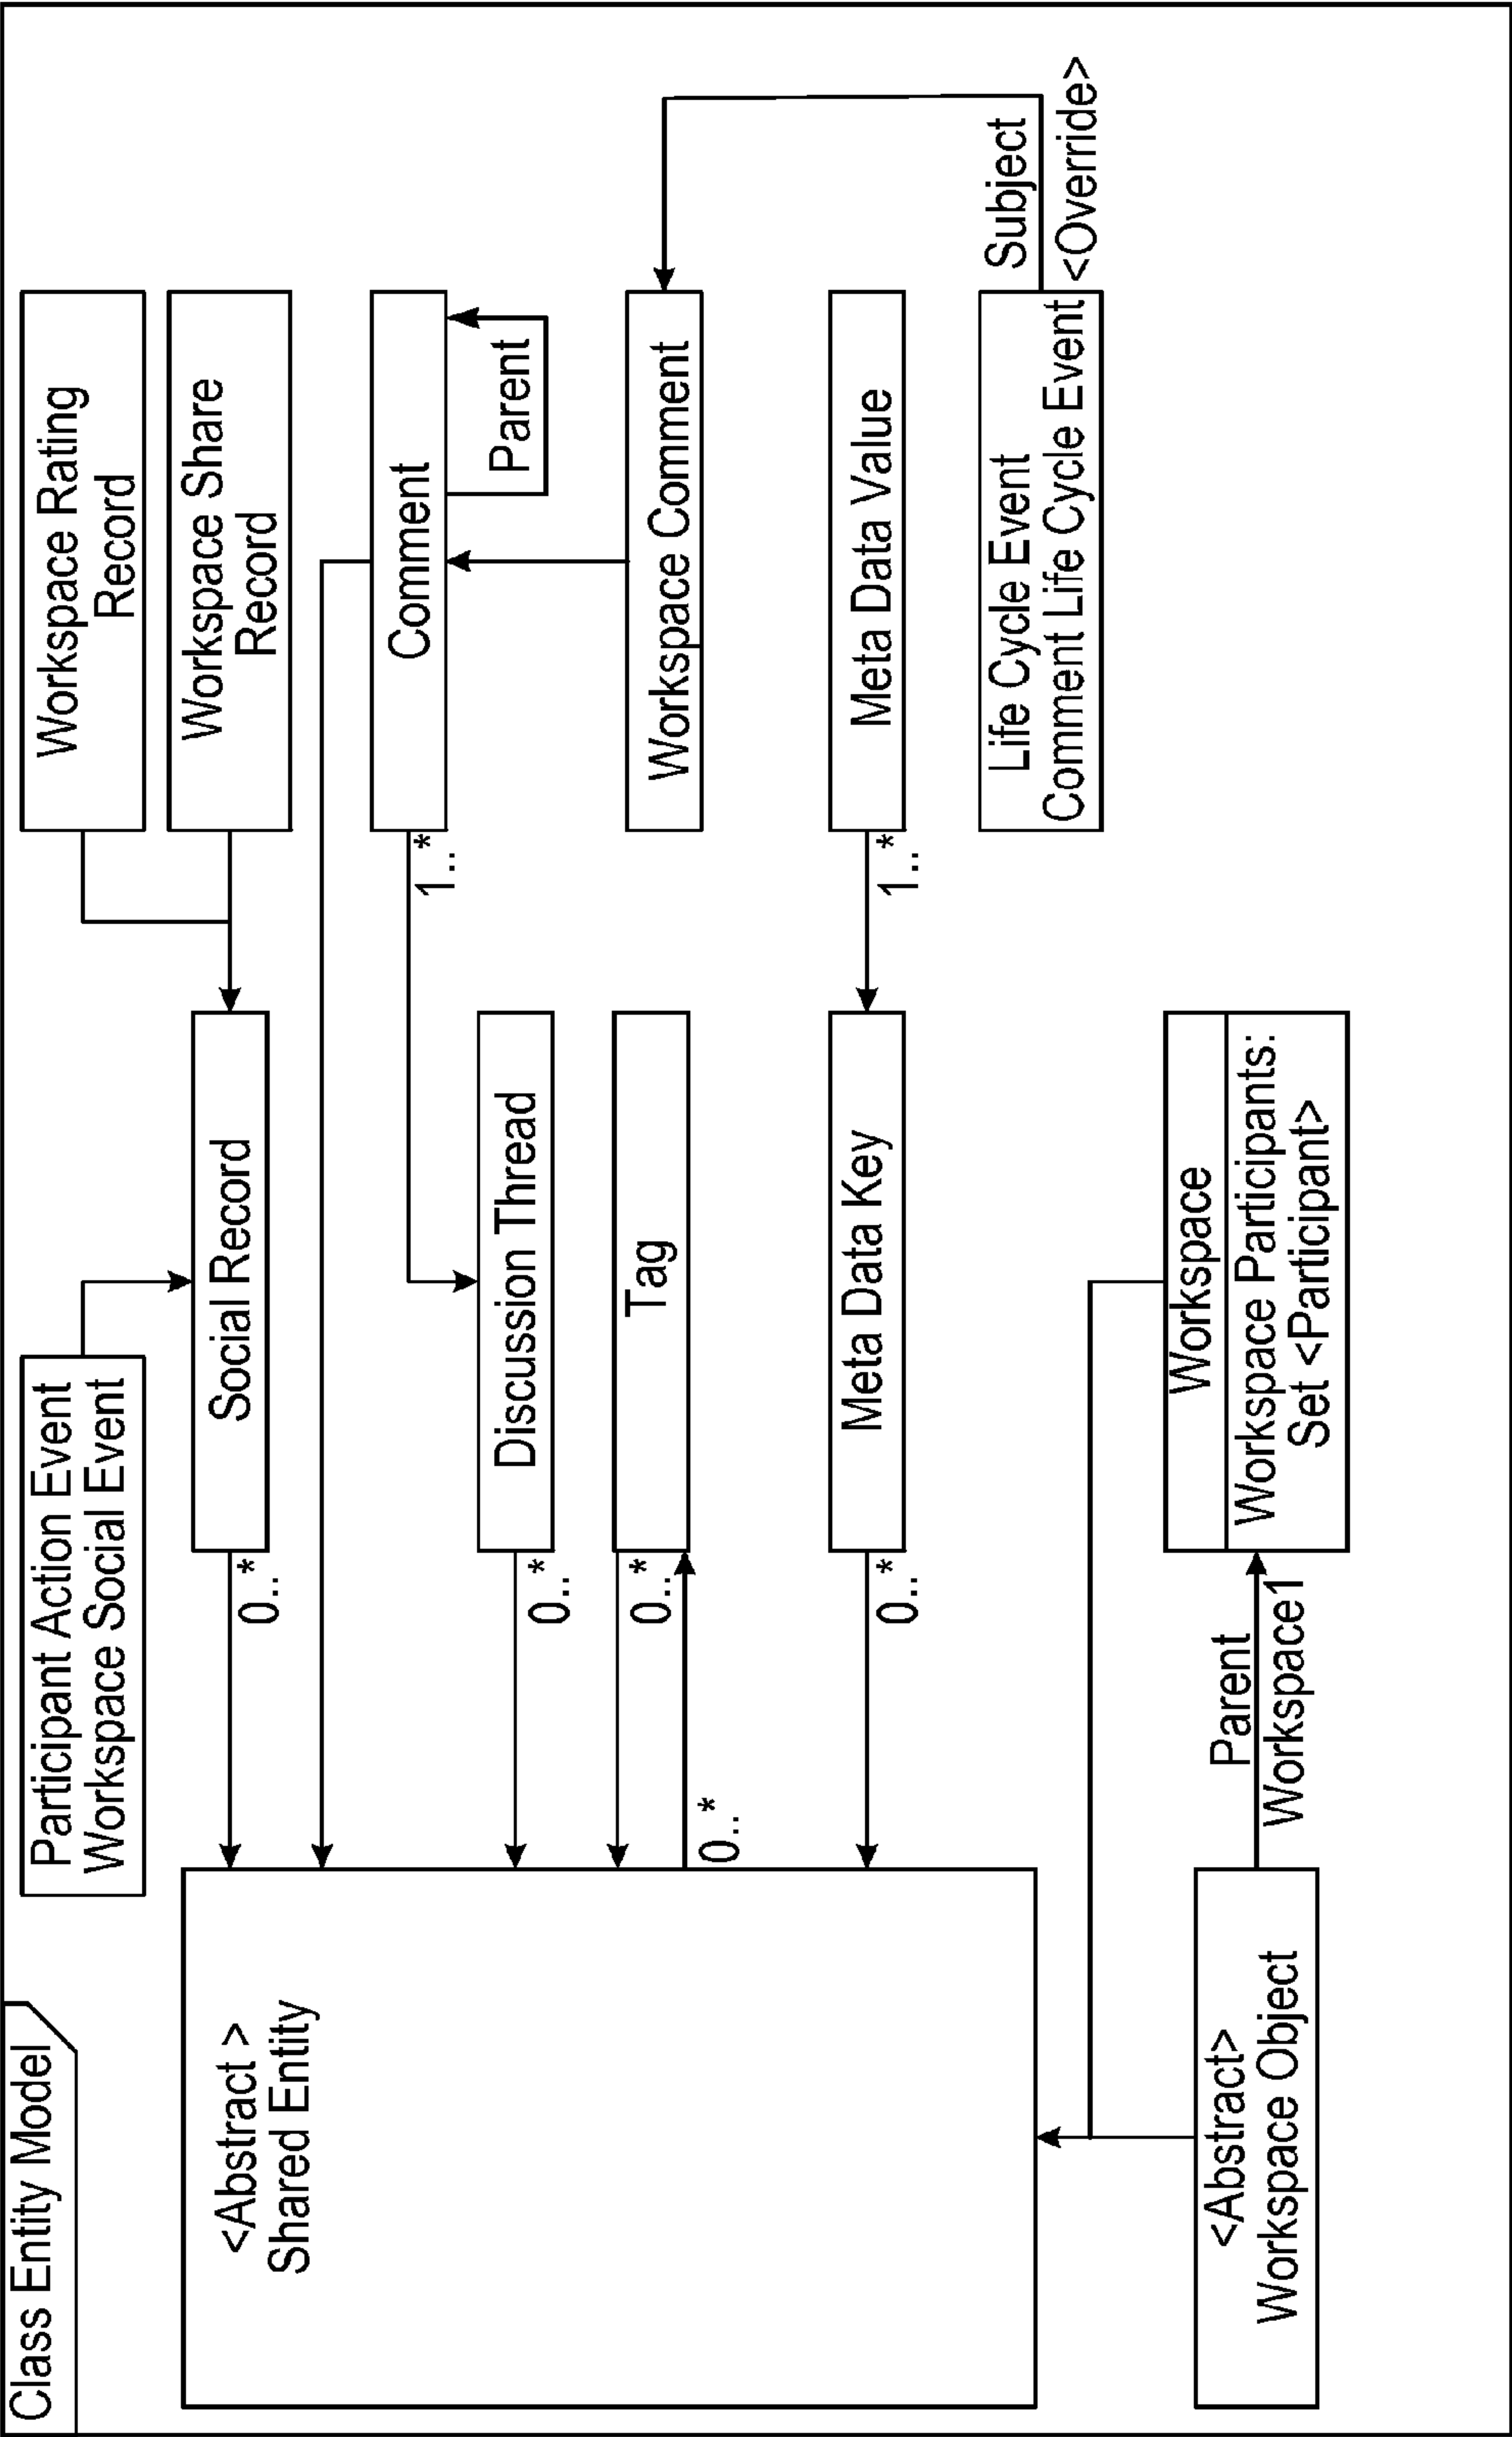 Class Entity Model
Participant Action Event
Workspace Social Event
Workspace Rating
Record
Workspace Share
Record
<Abstract >
Shared Entity
0..*
Social Record
Comment
Parent
1..*
0..*
Discussion Thread
0..*
Tag
0..*
Workspace Comment
0..*
Meta Data Key
1..*
Meta Data Value
Life Cycle Event
Comment Life Cycle Event
Subject
<Override>
<Abstract>
Workspace Object
Parent
Workspace1
Workspace
Workspace Participants:
Set <Participant>